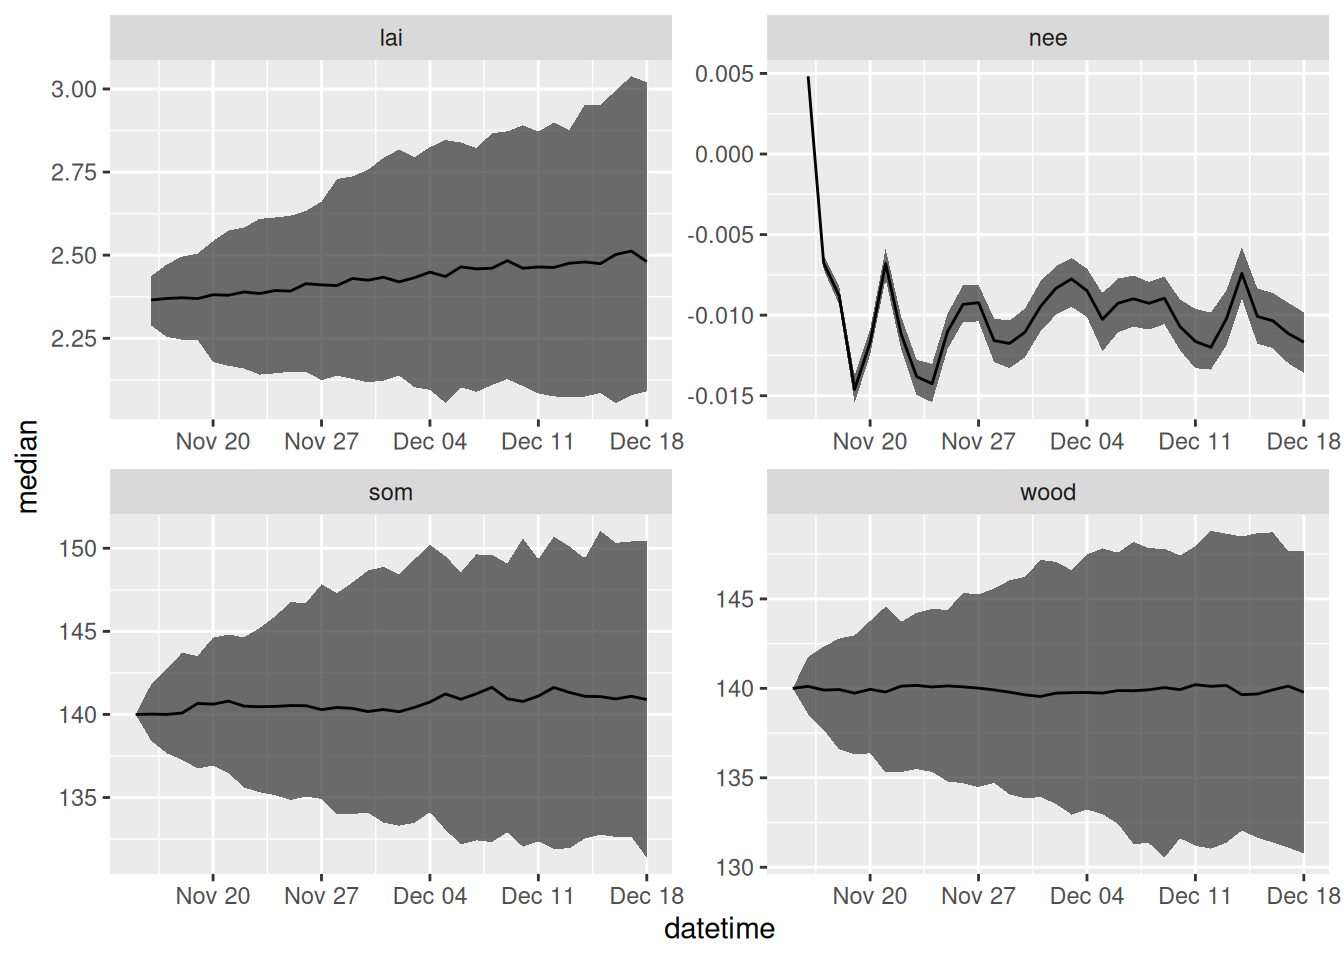 lai
nee
3.00
2.75
2.50
2.25
0.005
0.000
-0.005
-0.010
-0.015
Nov 20 Nov 27 Dec 04 Dec 11 Dec 18
Nov 20 Nov 27 Dec 04 Dec 11 Dec 18
median
som
wood
150
145
140
135
145
140
135
130
Nov 20 Nov 27 Dec 04 Dec 11 Dec 18
Nov 20 Nov 27 Dec 04 Dec 11 Dec 18
datetime